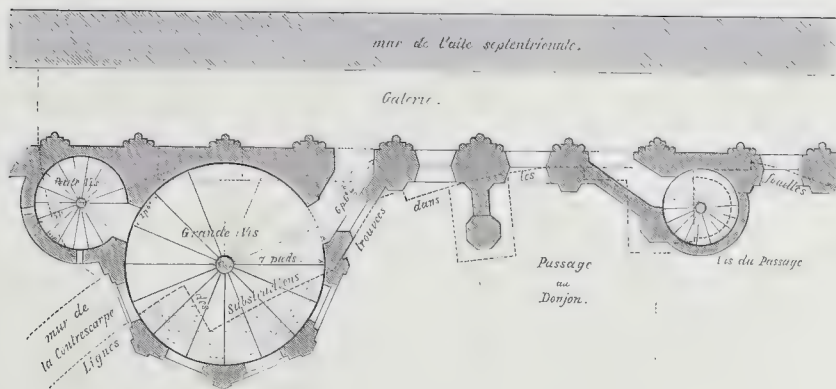 mur de l'aile septentrionale.
Galerie.
Petite Vis
Grande Vis
7 pieds.
substructions
trouvées
dans
les
fouilles
Passage
au
Donjon.
Vis du Passage
mur de
la Contrescarpe
Lignes